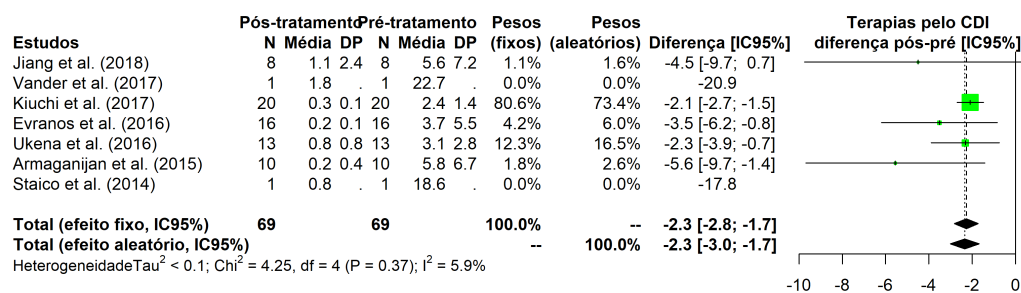 Pós-tratamento Pré-tratamento Pesos Pesos Terapias pelo CDI
Estudos N Média DP N Média DP (fixos) (aleatórios) Diferença [IC95%] diferença pós-pré [IC95%]
Jiang et al. (2018) 8 1.1 2.4 8 5.6 7.2 1.1% 1.6% -4.5 [-9.7; 0.7]
Vander et al. (2017) 1 1.8 . 1 22.7 . 0.0% 0.0% -20.9
Kiuchi et al. (2017) 20 0.3 0.1 20 2.4 1.4 80.6% 73.4% -2.1 [-2.7; -1.5]
Evranos et al. (2016) 16 0.2 0.1 16 3.7 5.5 4.2% 6.0% -3.5 [-6.2; -0.8]
Ukena et al. (2016) 13 0.8 0.8 13 3.1 2.8 12.3% 16.5% -2.3 [-3.9; -0.7]
Armaganijan et al. (2015) 10 0.2 0.4 10 5.8 6.7 1.8% 2.6% -5.6 [-9.7; -1.4]
Staico et al. (2014) 1 0.8 . 1 18.6 . 0.0% 0.0% -17.8
Total (efeito fixo, IC95%) 69 69 100.0% -- -2.3 [-2.8; -1.7]
Total (efeito aleatório, IC95%) -- 100.0% -2.3 [-3.0; -1.7]
HeterogeneidadeTau² < 0.1; Chi² = 4.25, df = 4 (P = 0.37); I² = 5.9%
-10 -8 -6 -4 -2 0